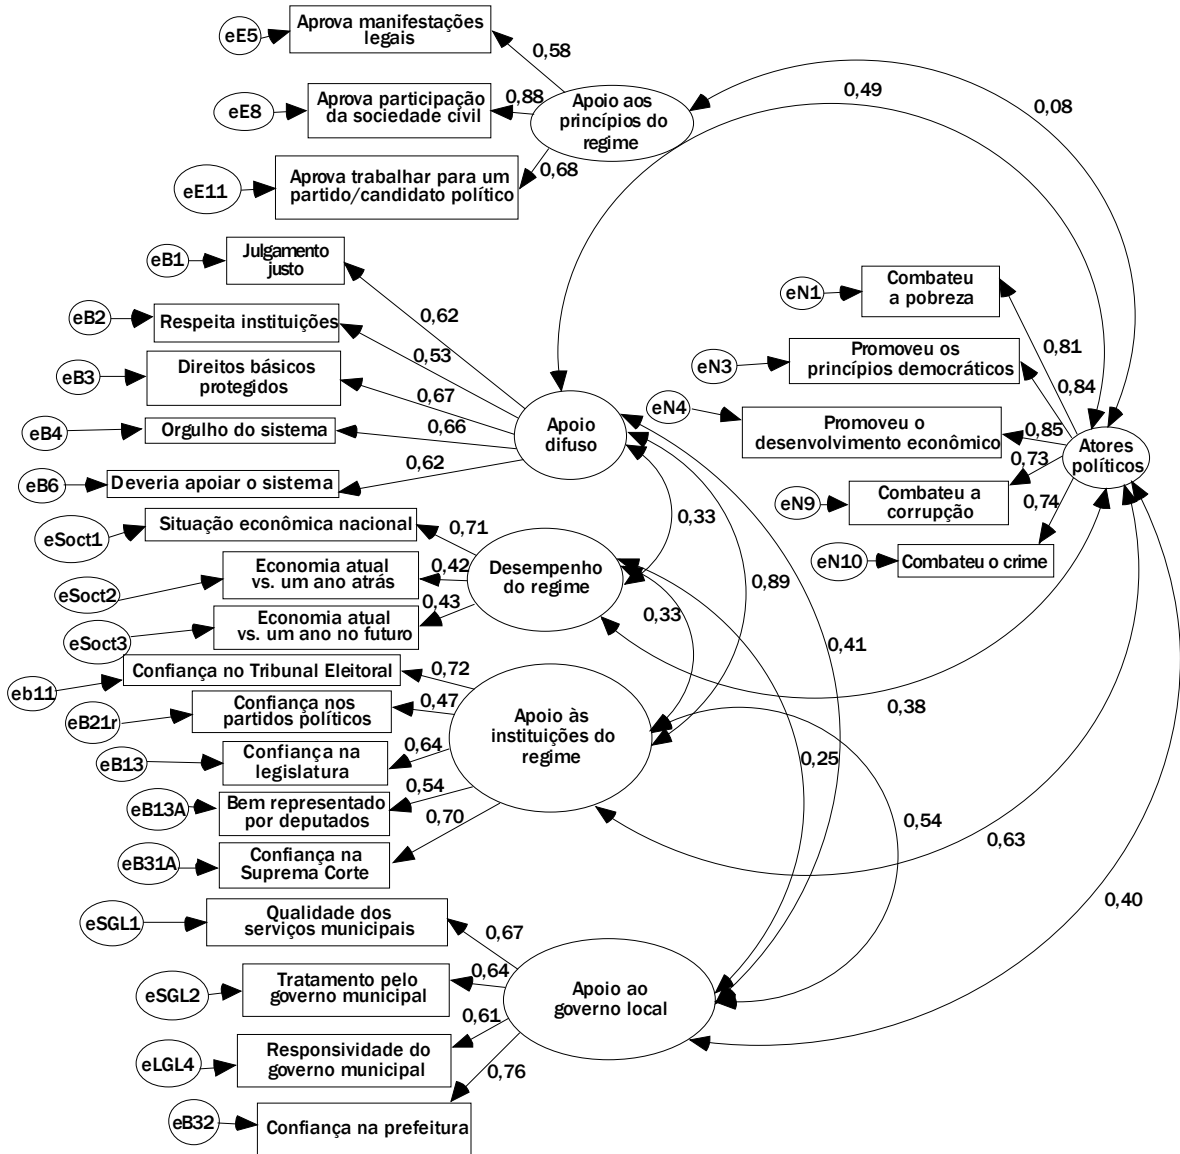 eE5
Aprova manifestações
legais
0,58
eE8
Aprova participação
da sociedade civil
0,88
Apoio aos
princípios do
regime
0,49
0,08
eE11
Aprova trabalhar para um
partido/candidato político
0,68
eB1
Julgamento
justo
0,62
eB2
Respeita instituições
0,53
eB3
Direitos básicos
protegidos
0,67
eB4
Orgulho do sistema
0,66
eB6
Deveria apoiar o sistema
0,62
Apoio
difuso
eN1
Combateu
a pobreza
0,81
eN3
Promoveu os
princípios democráticos
0,84
eN4
Promoveu o
desenvolvimento econômico
0,85
Atores
políticos
eN9
Combateu a
corrupção
0,73
eN10
Combateu o crime
0,74
eSoct1
Situação econômica nacional
0,71
eSoct2
Economia atual
vs. um ano atrás
0,42
eSoct3
Economia atual
vs. um ano no futuro
0,43
Desempenho
do regime
0,33
0,89
0,33
0,41
0,38
eb11
Confiança no Tribunal Eleitoral
0,72
eB21r
Confiança nos
partidos políticos
0,47
eB13
Confiança na
legislatura
0,64
eB13A
Bem representado
por deputados
0,54
eB31A
Confiança na
Suprema Corte
0,70
Apoio às
instituições do
regime
0,25
0,54
0,63
0,40
eSGL1
Qualidade dos
serviços municipais
0,67
eSGL2
Tratamento pelo
governo municipal
0,64
eLGL4
Responsividade do
governo municipal
0,61
eB32
Confiança na prefeitura
0,76
Apoio ao
governo local